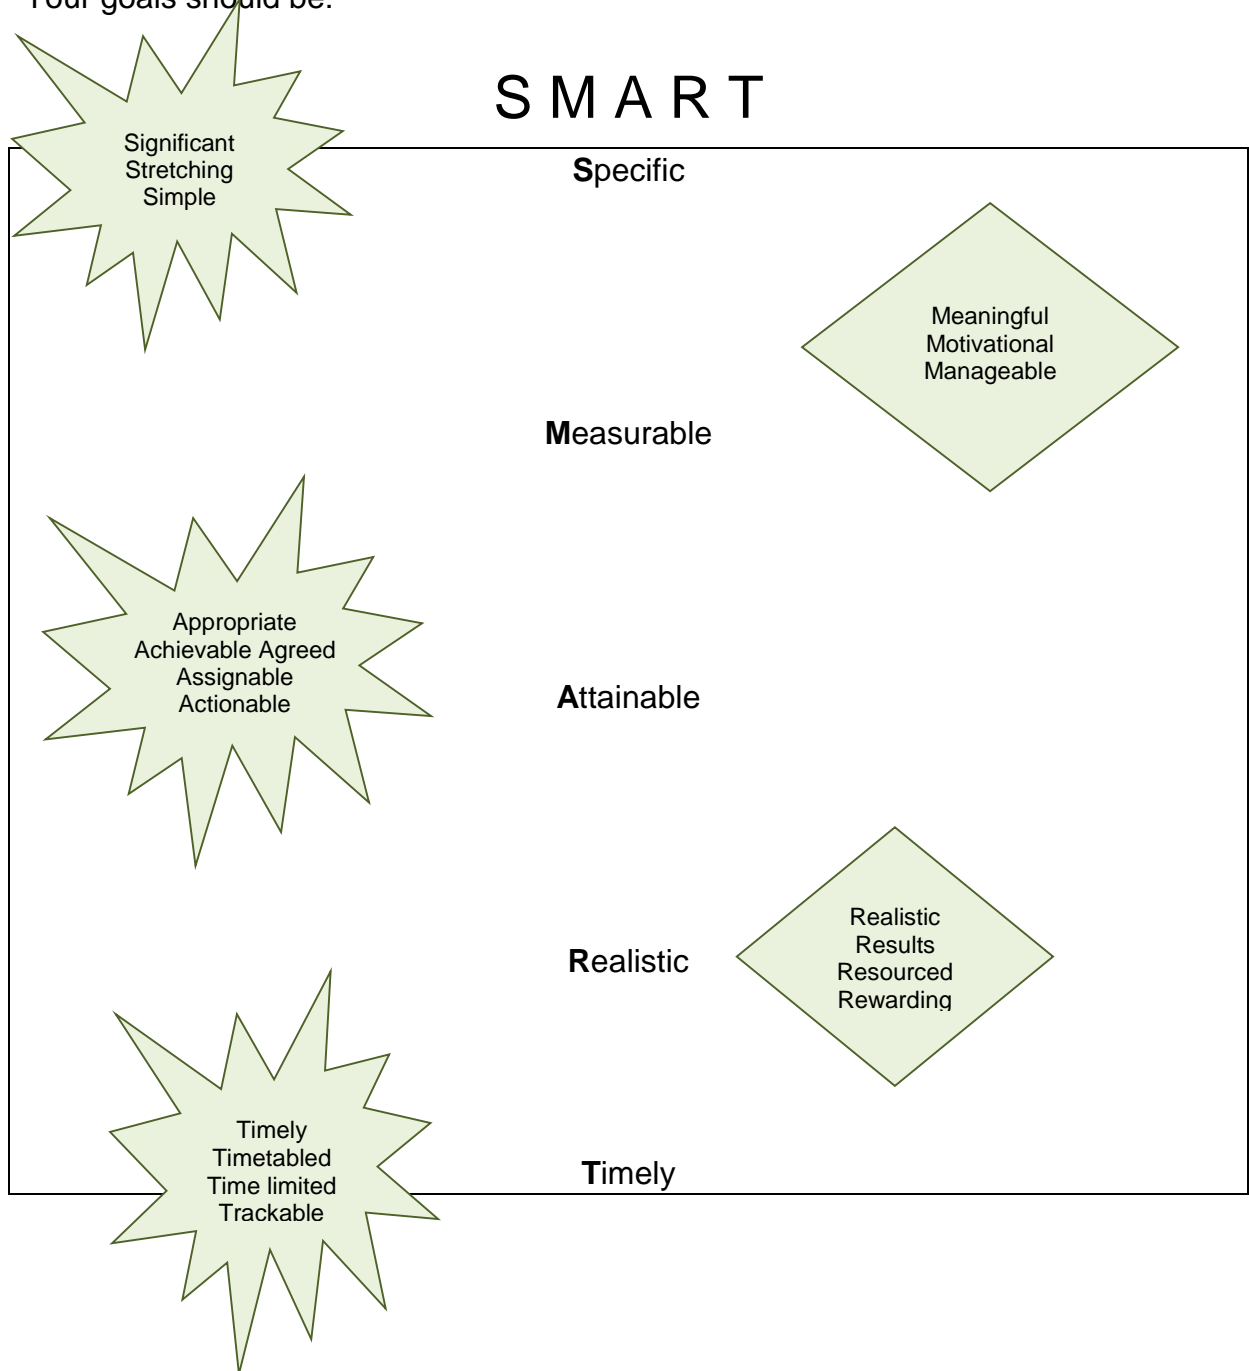 Your goals should be:
S M A R T
Significant
Stretching
Simple
Specific
Meaningful
Motivational
Manageable
Measurable
Appropriate
Achievable Agreed
Assignable
Actionable
Attainable
Realistic
Results
Resourced
Rewarding
Realistic
Timely
Timetabled
Time limited
Trackable
Timely